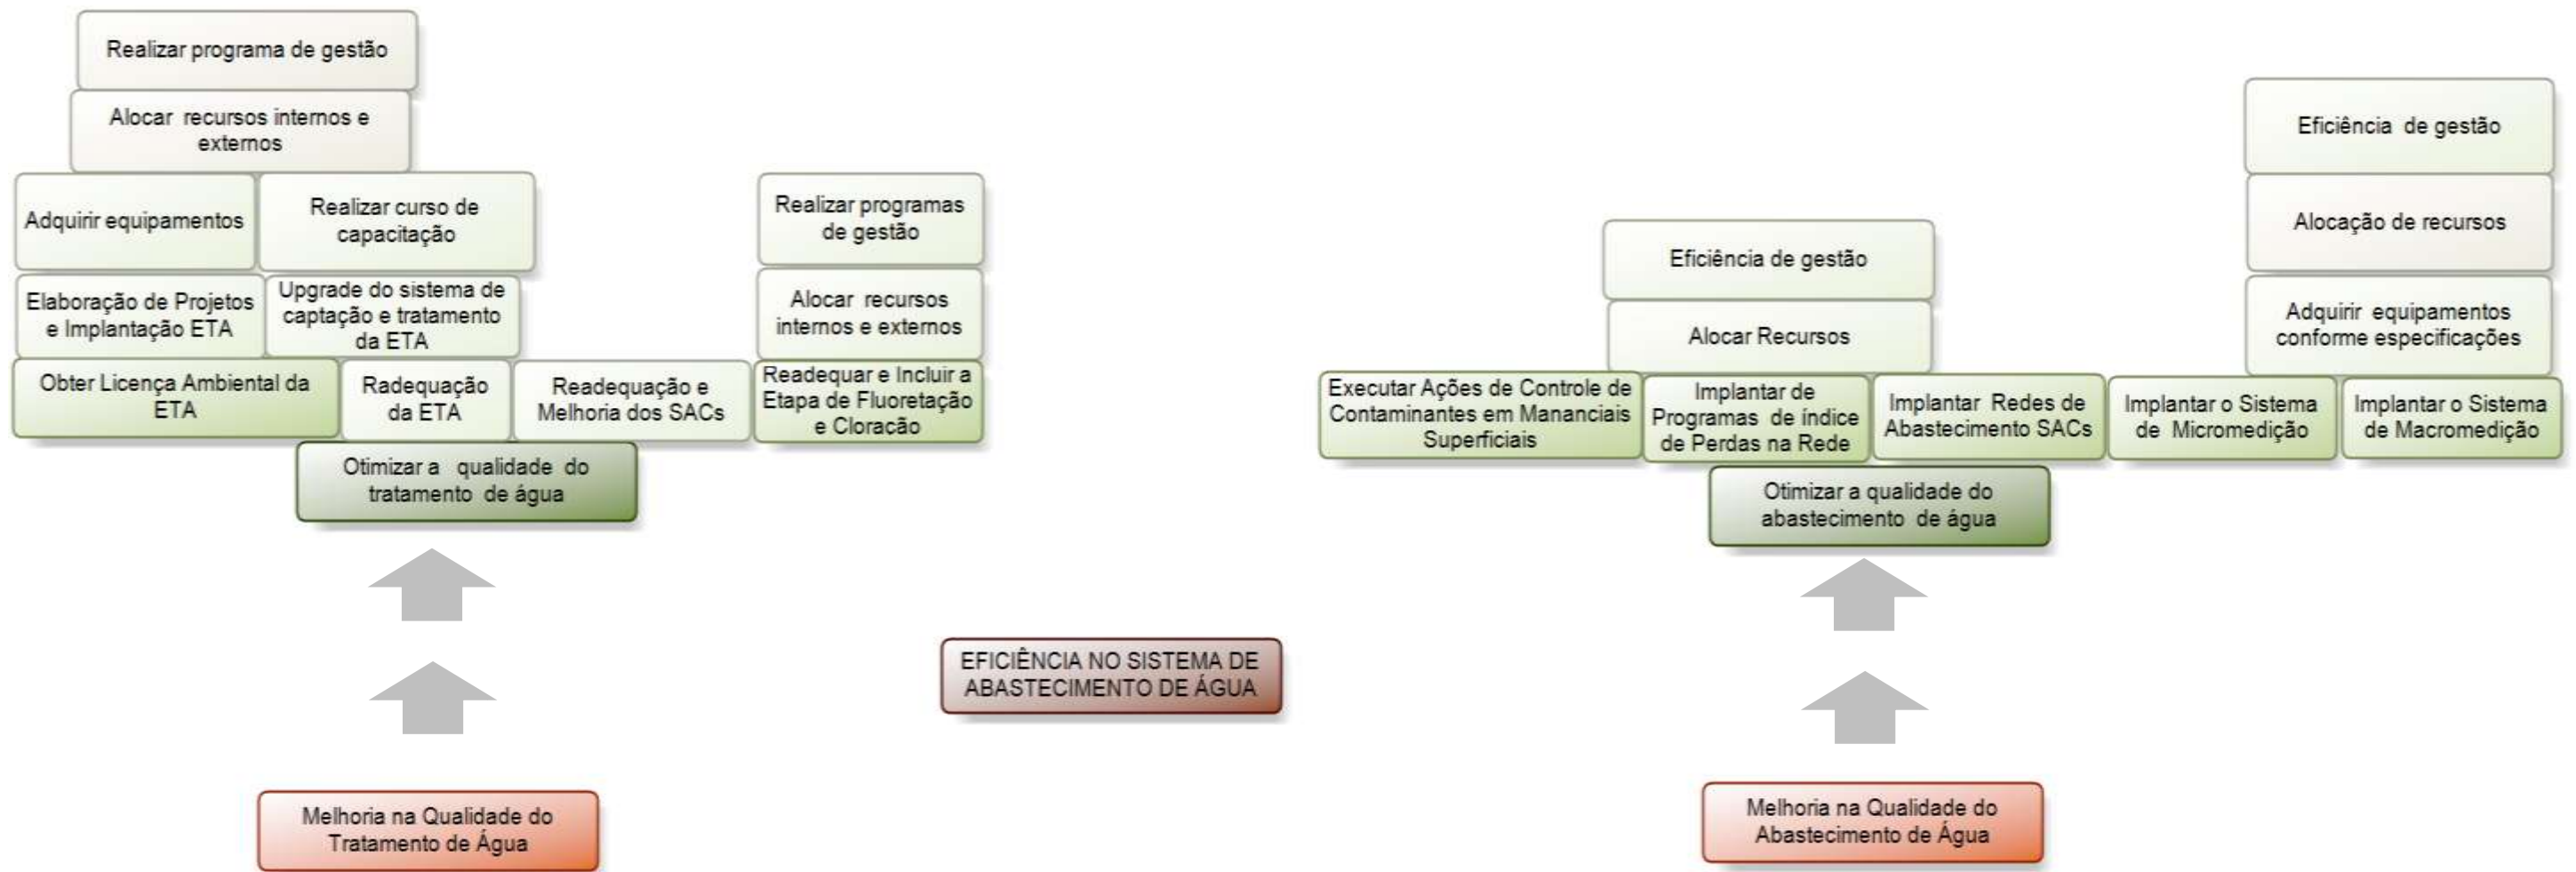 Realizar programa de gestão
Alocar recursos internos e
externos
Adquirir equipamentos
Realizar curso de
capacitação
Elaboração de Projetos
e Implantação ETA
Upgrade do sistema de
captação e tratamento
da ETA
Obter Licença Ambiental da
ETA
Radequação
da ETA
Readequação e
Melhoria dos SACs
Realizar programas
de gestão
Alocar recursos
internos e externos
Readequar e Incluir a
Etapa de Fluoretação
e Cloração
Otimizar a qualidade do
tratamento de água
Melhoria na Qualidade do
Tratamento de Água
EFICIÊNCIA NO SISTEMA DE
ABASTECIMENTO DE ÁGUA
Eficiência de gestão
Alocar Recursos
Executar Ações de Controle de
Contaminantes em Mananciais
Superficiais
Implantar de
Programas de índice
de Perdas na Rede
Implantar Redes de
Abastecimento SACs
Eficiência de gestão
Alocação de recursos
Adquirir equipamentos
conforme especificações
Implantar o Sistema
de Micromedição
Implantar o Sistema
de Macromedição
Otimizar a qualidade do
abastecimento de água
Melhoria na Qualidade do
Abastecimento de Água